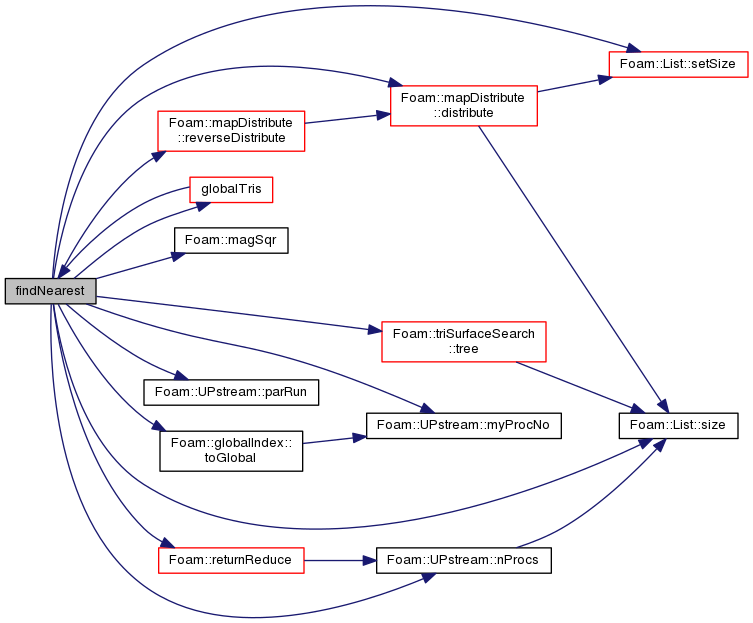 Foam::List::setSize
Foam::mapDistribute
::distribute
Foam::mapDistribute
::reverseDistribute
globalTris
Foam::magSqr
findNearest
Foam::triSurfaceSearch
::tree
Foam::UPstream::parRun
Foam::UPstream::myProcNo
Foam::List::size
Foam::globalIndex::
toGlobal
Foam::returnReduce
Foam::UPstream::nProcs